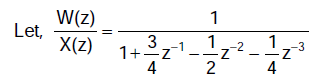 Let, W(z)/X(z) = 1/(1+3/4 z⁻¹ − 1/2 z⁻² − 1/4 z⁻³)